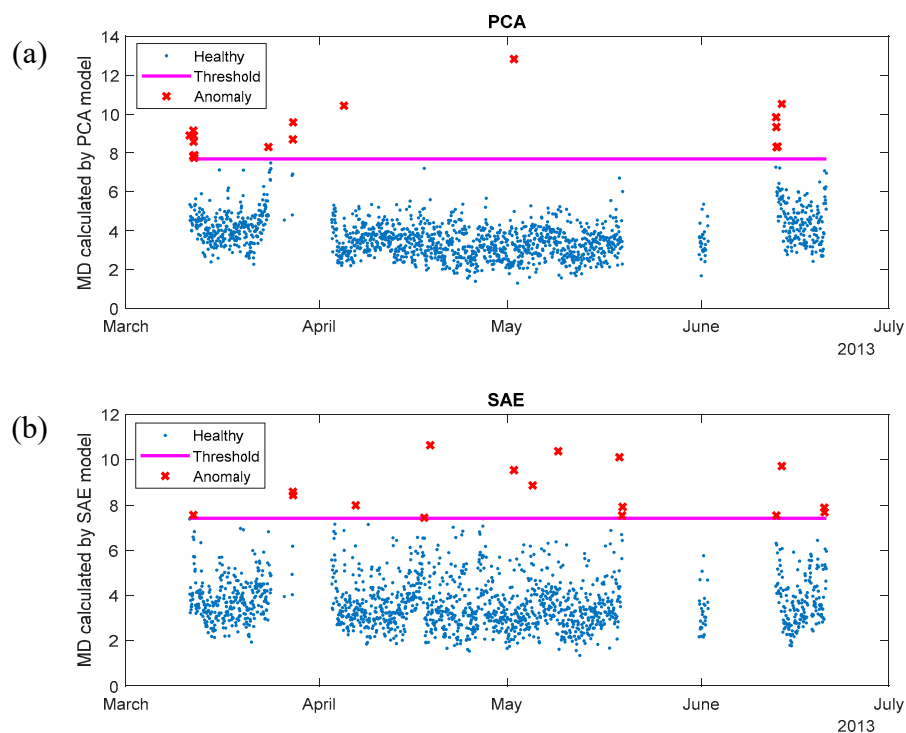 (a)
PCA
MD calculated by PCA model
14
12
10
8
6
4
2
0
Healthy
Threshold
Anomaly
March
April
May
June
July
2013
(b)
SAE
MD calculated by SAE model
12
10
8
6
4
2
0
Healthy
Threshold
Anomaly
March
April
May
June
July
2013